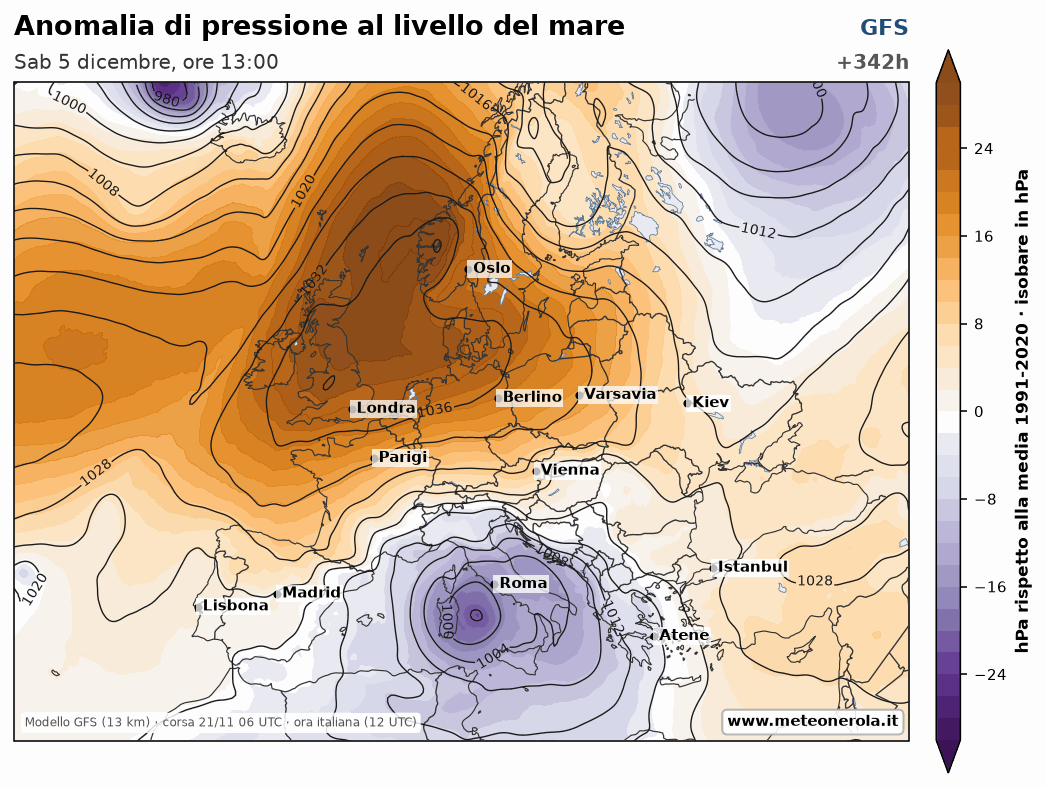 Anomalia di pressione al livello del mare
GFS
Sab 5 dicembre, ore 13:00
+342h
1000
980
1016
1008
1020
1012
1032
Oslo
24
16
8
0
−8
−16
−24
hPa rispetto alla media 1991-2020 · isobare in hPa
Londra
1036
Berlino
Varsavia
Kiev
Parigi
Vienna
1028
1020
1008
Roma
Istanbul
1028
Madrid
Lisbona
1004
Atene
Modello GFS (13 km) · corsa 21/11 06 UTC · ora italiana (12 UTC)
www.meteonerola.it